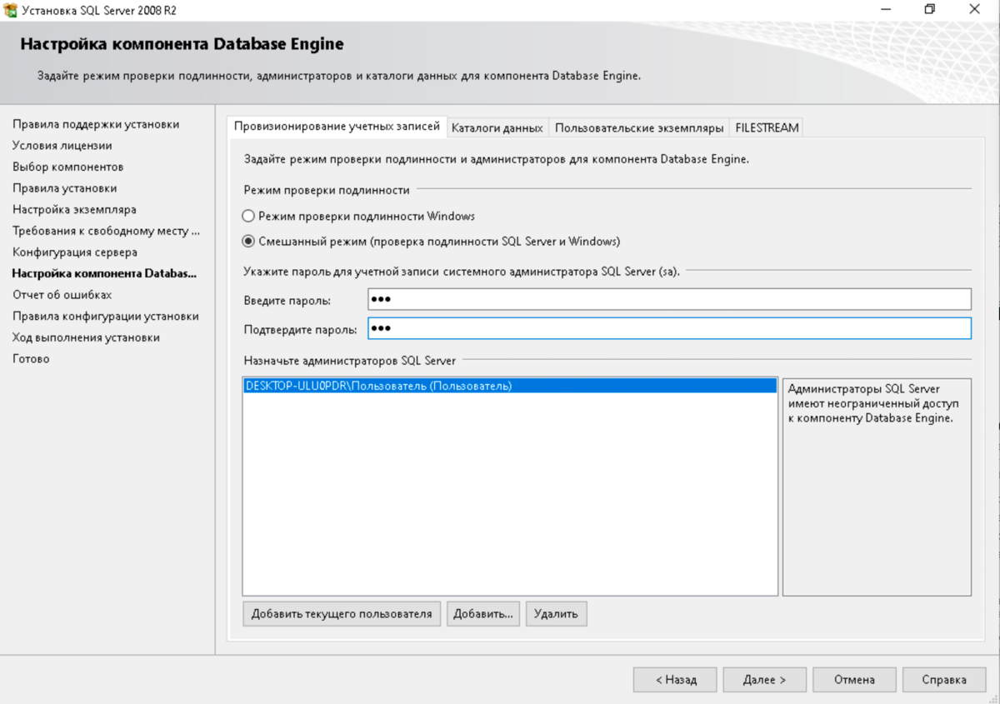 Установка SQL Server 2008 R2
Настройка компонента Database Engine
Задайте режим проверки подлинности, администраторов и каталоги данных для компонента Database Engine.
Правила поддержки установки
Условия лицензии
Выбор компонентов
Правила установки
Настройка экземпляра
Требования к свободному месту ...
Конфигурация сервера
Настройка компонента Databas...
Отчет об ошибках
Правила конфигурации установки
Ход выполнения установки
Готово
Провизионирование учетных записей
Каталоги данных
Пользовательские экземпляры
FILESTREAM
Задайте режим проверки подлинности и администраторов для компонента Database Engine.
Режим проверки подлинности
Режим проверки подлинности Windows
Смешанный режим (проверка подлинности SQL Server и Windows)
Укажите пароль для учетной записи системного администратора SQL Server (sa).
Введите пароль: •••
Подтвердите пароль: •••
Назначьте администраторов SQL Server
DESKTOP-ULU0PDR\Пользователь (Пользователь)
Администраторы SQL Server
имеют неограниченный доступ
к компоненту Database Engine.
Добавить текущего пользователя
Добавить...
Удалить
< Назад
Далее >
Отмена
Справка